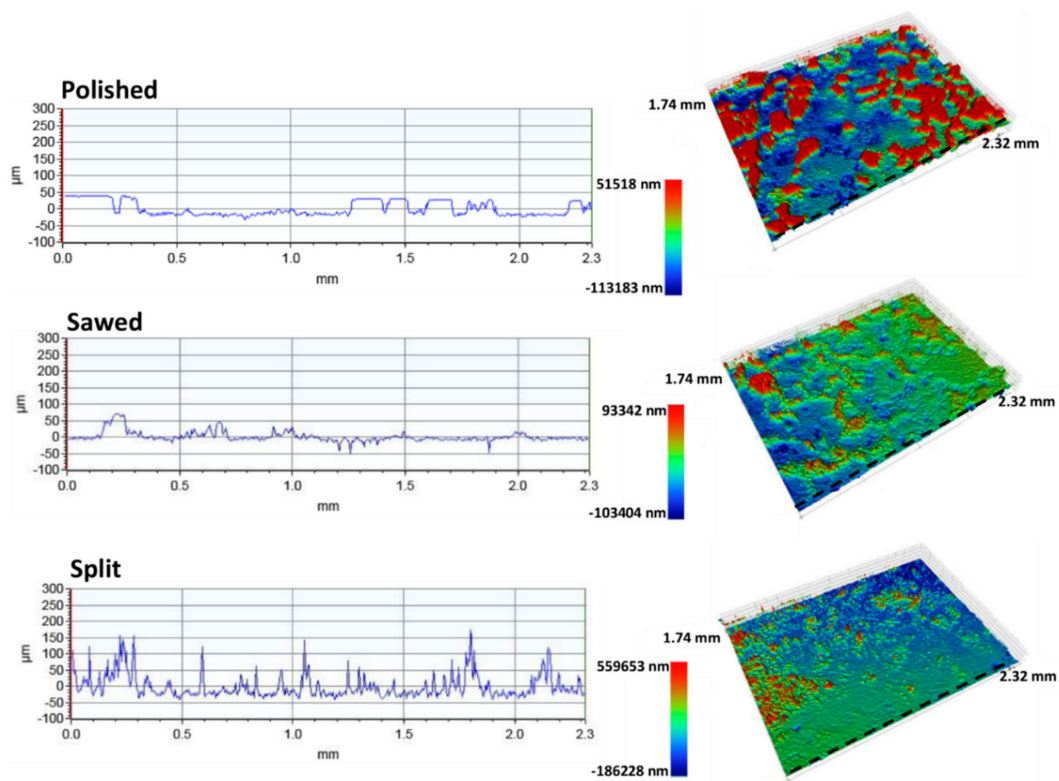 Polished
300
250
200
150
100
50
0
-50
-100
µm
0.0 0.5 1.0 1.5 2.0 2.3
mm
1.74 mm
2.32 mm
51518 nm
-113183 nm
Sawed
300
250
200
150
100
50
0
-50
-100
µm
0.0 0.5 1.0 1.5 2.0 2.3
mm
1.74 mm
2.32 mm
93342 nm
-103404 nm
Split
300
250
200
150
100
50
0
-50
-100
µm
0.0 0.5 1.0 1.5 2.0 2.3
mm
1.74 mm
2.32 mm
559653 nm
-186228 nm